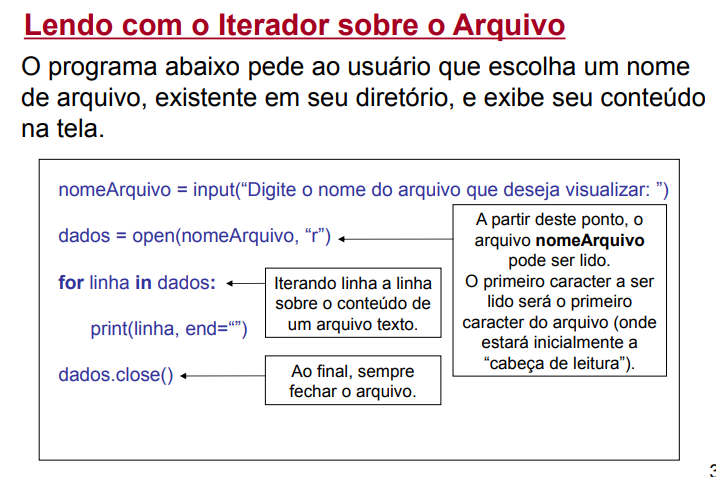 Lendo com o Iterador sobre o Arquivo
O programa abaixo pede ao usuário que escolha um nome
de arquivo, existente em seu diretório, e exibe seu conteúdo
na tela.
nomeArquivo = input(“Digite o nome do arquivo que deseja visualizar: ”)
dados = open(nomeArquivo, “r”)
A partir deste ponto, o
arquivo nomeArquivo
pode ser lido.
O primeiro caracter a ser
lido será o primeiro
caracter do arquivo (onde
estará inicialmente a
“cabeça de leitura”).
for linha in dados:
Iterando linha a linha
sobre o conteúdo de
um arquivo texto.
print(linha, end=“”)
dados.close()
Ao final, sempre
fechar o arquivo.